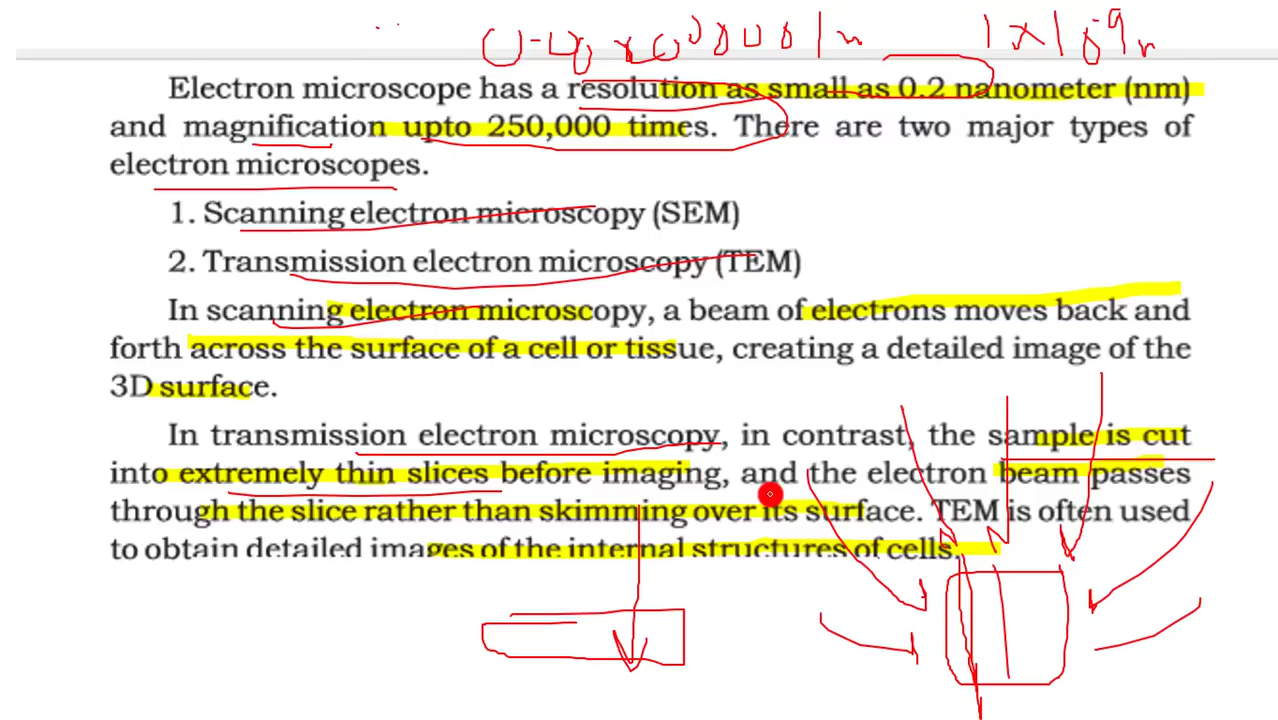 1 x 10⁻⁹
Electron microscope has a resolution as small as 0.2 nanometer (nm)
and magnification upto 250,000 times. There are two major types of
electron microscopes.
1. Scanning electron microscopy (SEM)
2. Transmission electron microscopy (TEM)
In scanning electron microscopy, a beam of electrons moves back and
forth across the surface of a cell or tissue, creating a detailed image of the
3D surface.
In transmission electron microscopy, in contrast, the sample is cut
into extremely thin slices before imaging, and the electron beam passes
through the slice rather than skimming over its surface. TEM is often used
to obtain detailed images of the internal structures of cells.